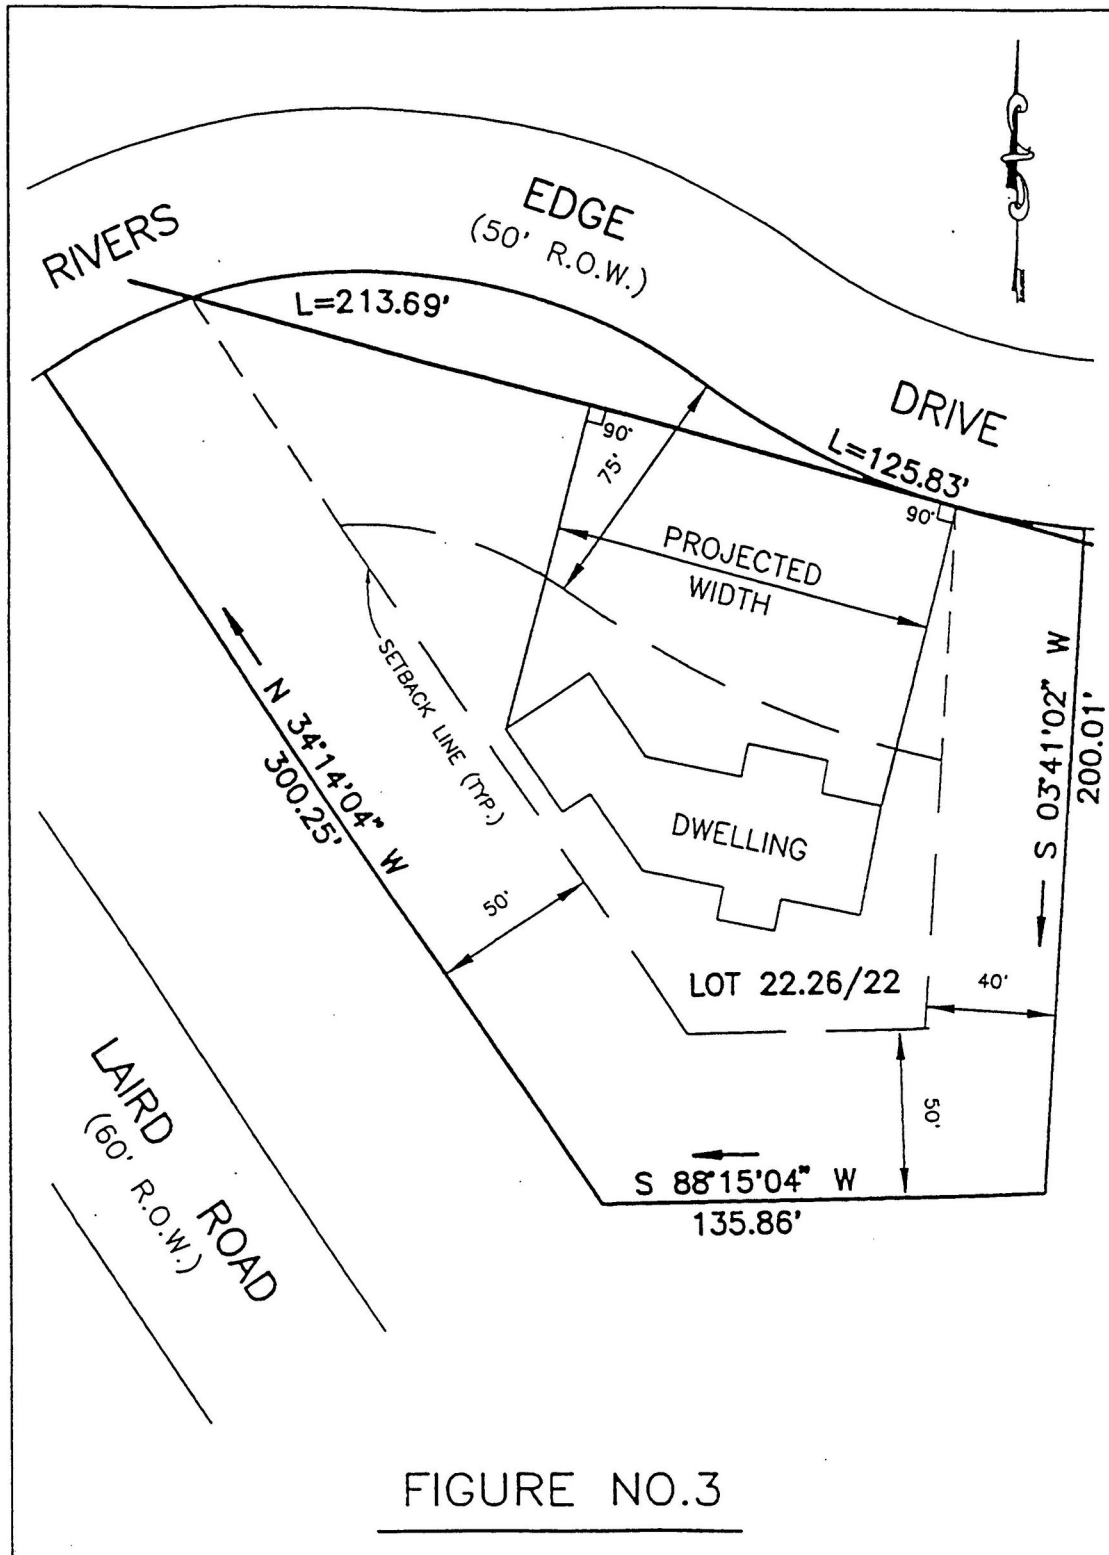 RIVERS
EDGE
(50' R.O.W.)
DRIVE
L=213.69'
L=125.83'
90°
75'
90°
PROJECTED
WIDTH
SETBACK LINE (TYP.)
N 34°14'04" W
300.25'
S 03°41'02" W
200.01'
DWELLING
50'
LOT 22.26/22
40'
50'
S 88°15'04" W
135.86'
LAIRD ROAD
(60' R.O.W.)
FIGURE NO.3